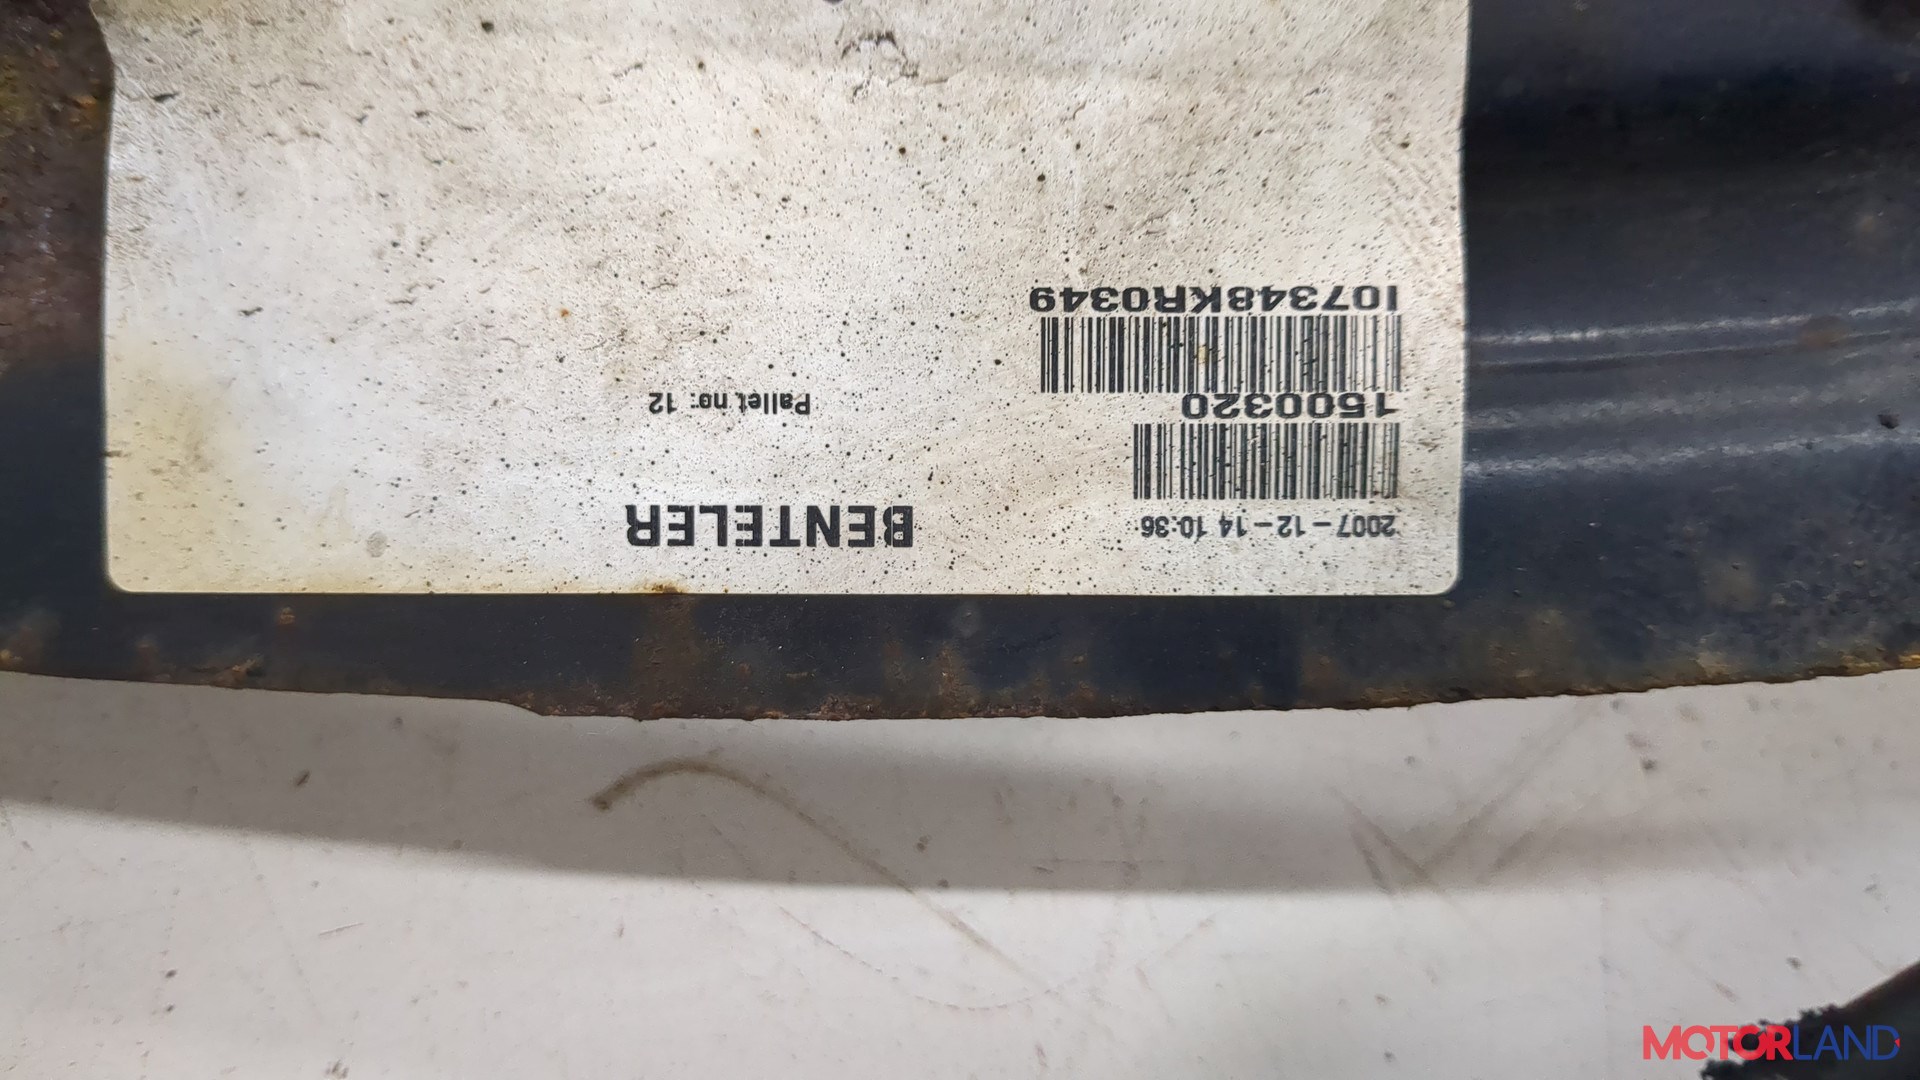 2007-12-14 10:36
BENTELER
1500320
Pallet no: 12
I07348KR0349
MOTORLAND